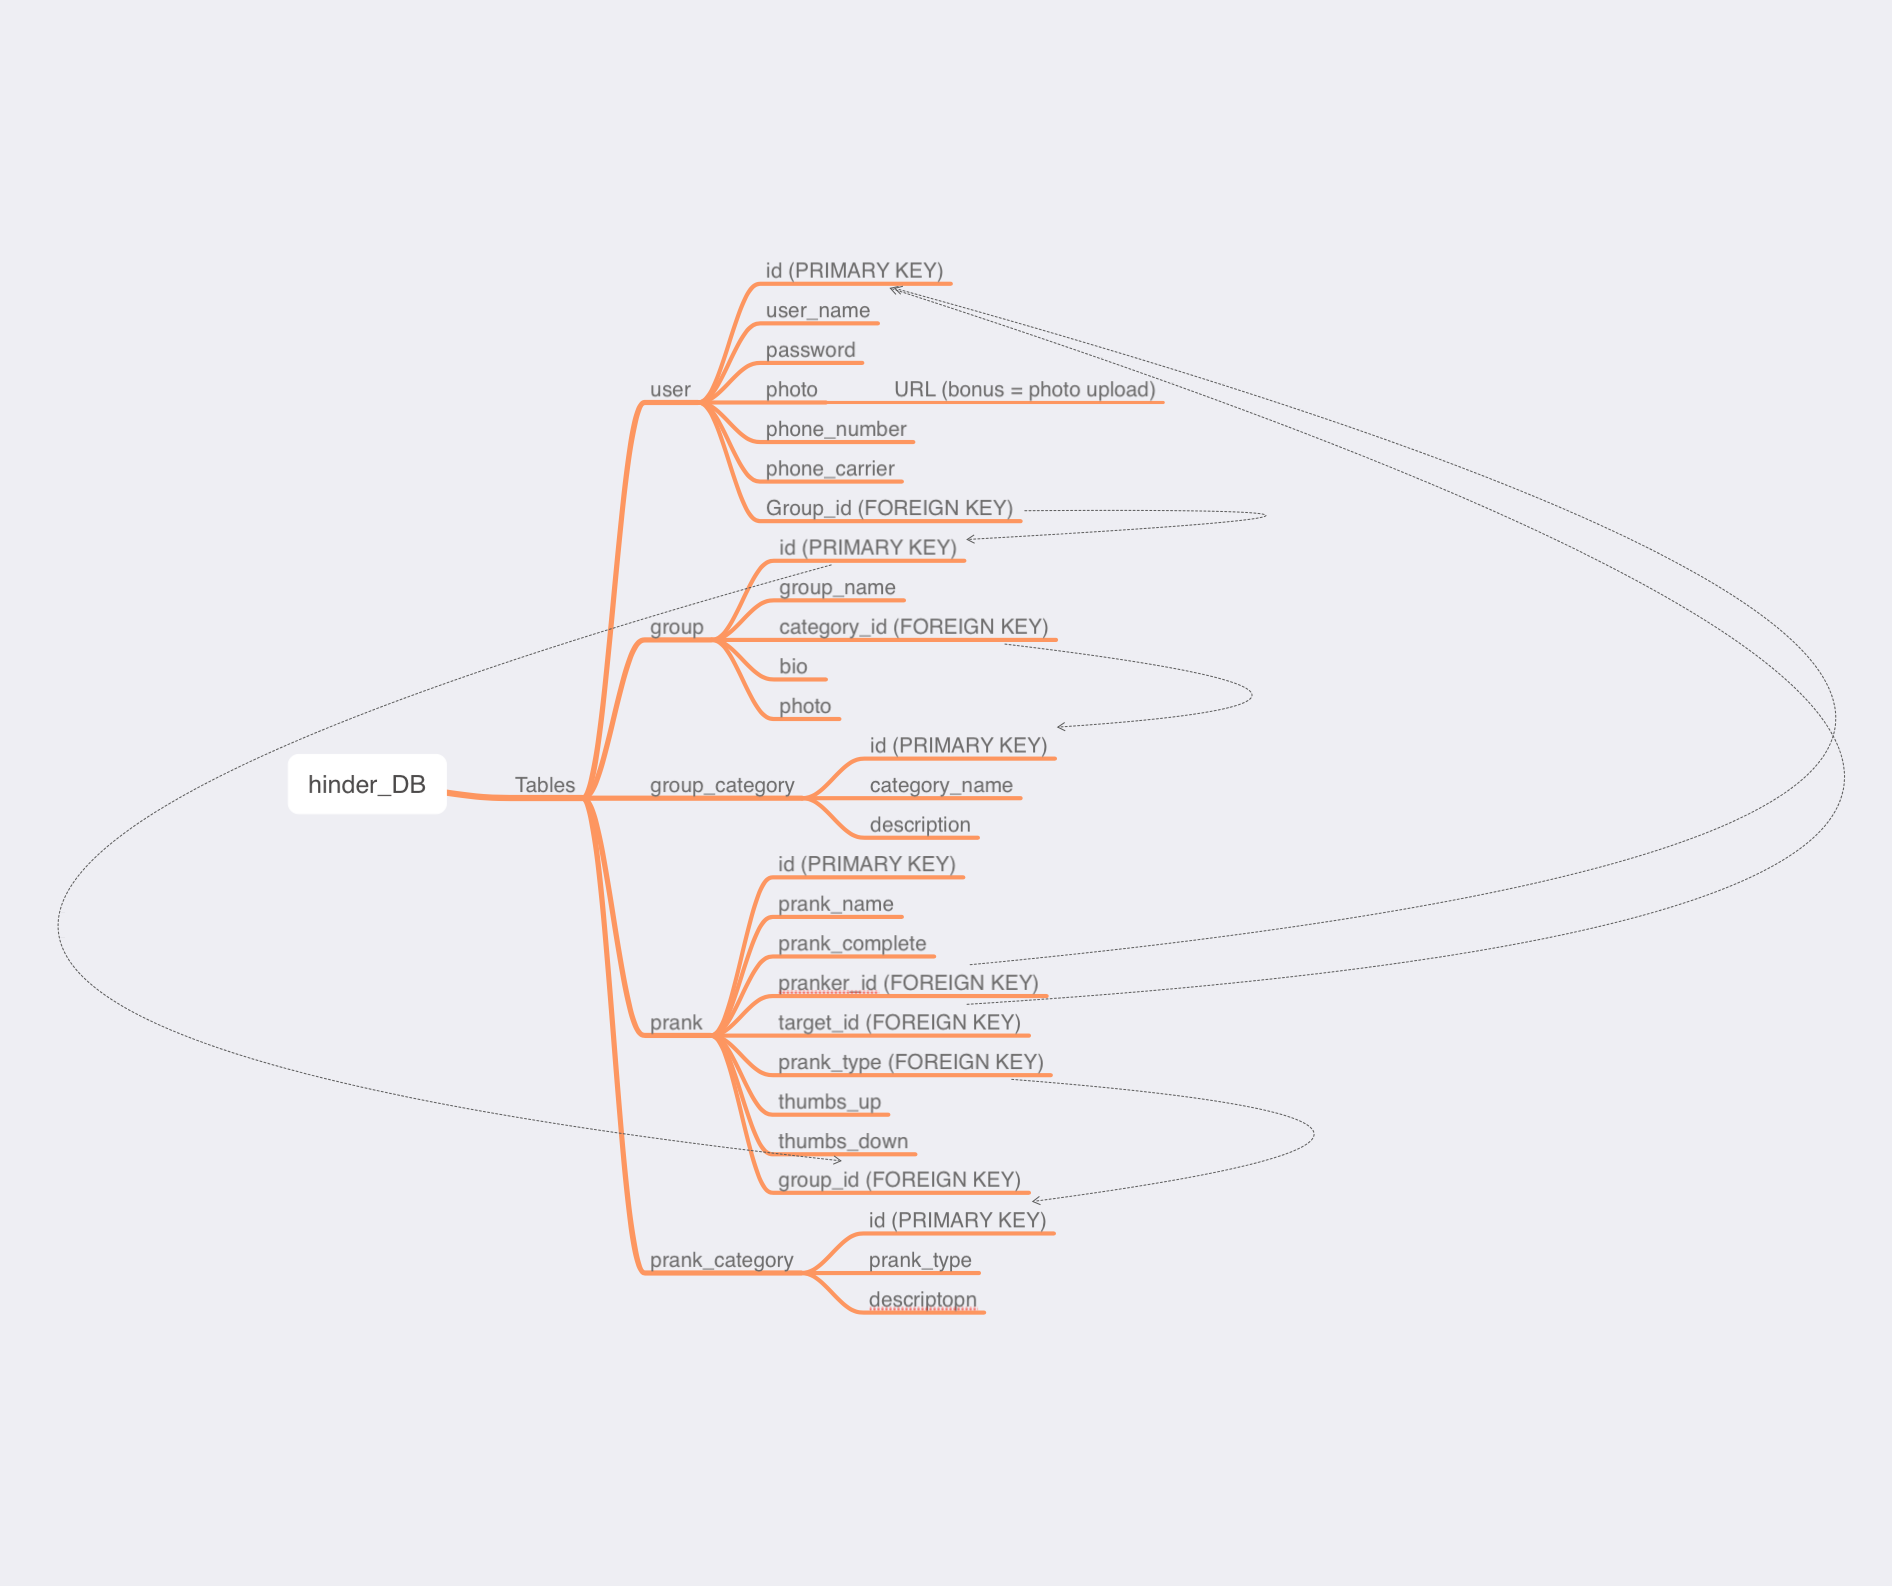 hinder_DB
Tables
user
id (PRIMARY KEY)
user_name
password
photo
URL (bonus = photo upload)
phone_number
phone_carrier
Group_id (FOREIGN KEY)
group
id (PRIMARY KEY)
group_name
category_id (FOREIGN KEY)
bio
photo
group_category
id (PRIMARY KEY)
category_name
description
prank
id (PRIMARY KEY)
prank_name
prank_complete
pranker_id (FOREIGN KEY)
target_id (FOREIGN KEY)
prank_type (FOREIGN KEY)
thumbs_up
thumbs_down
group_id (FOREIGN KEY)
prank_category
id (PRIMARY KEY)
prank_type
descriptopn